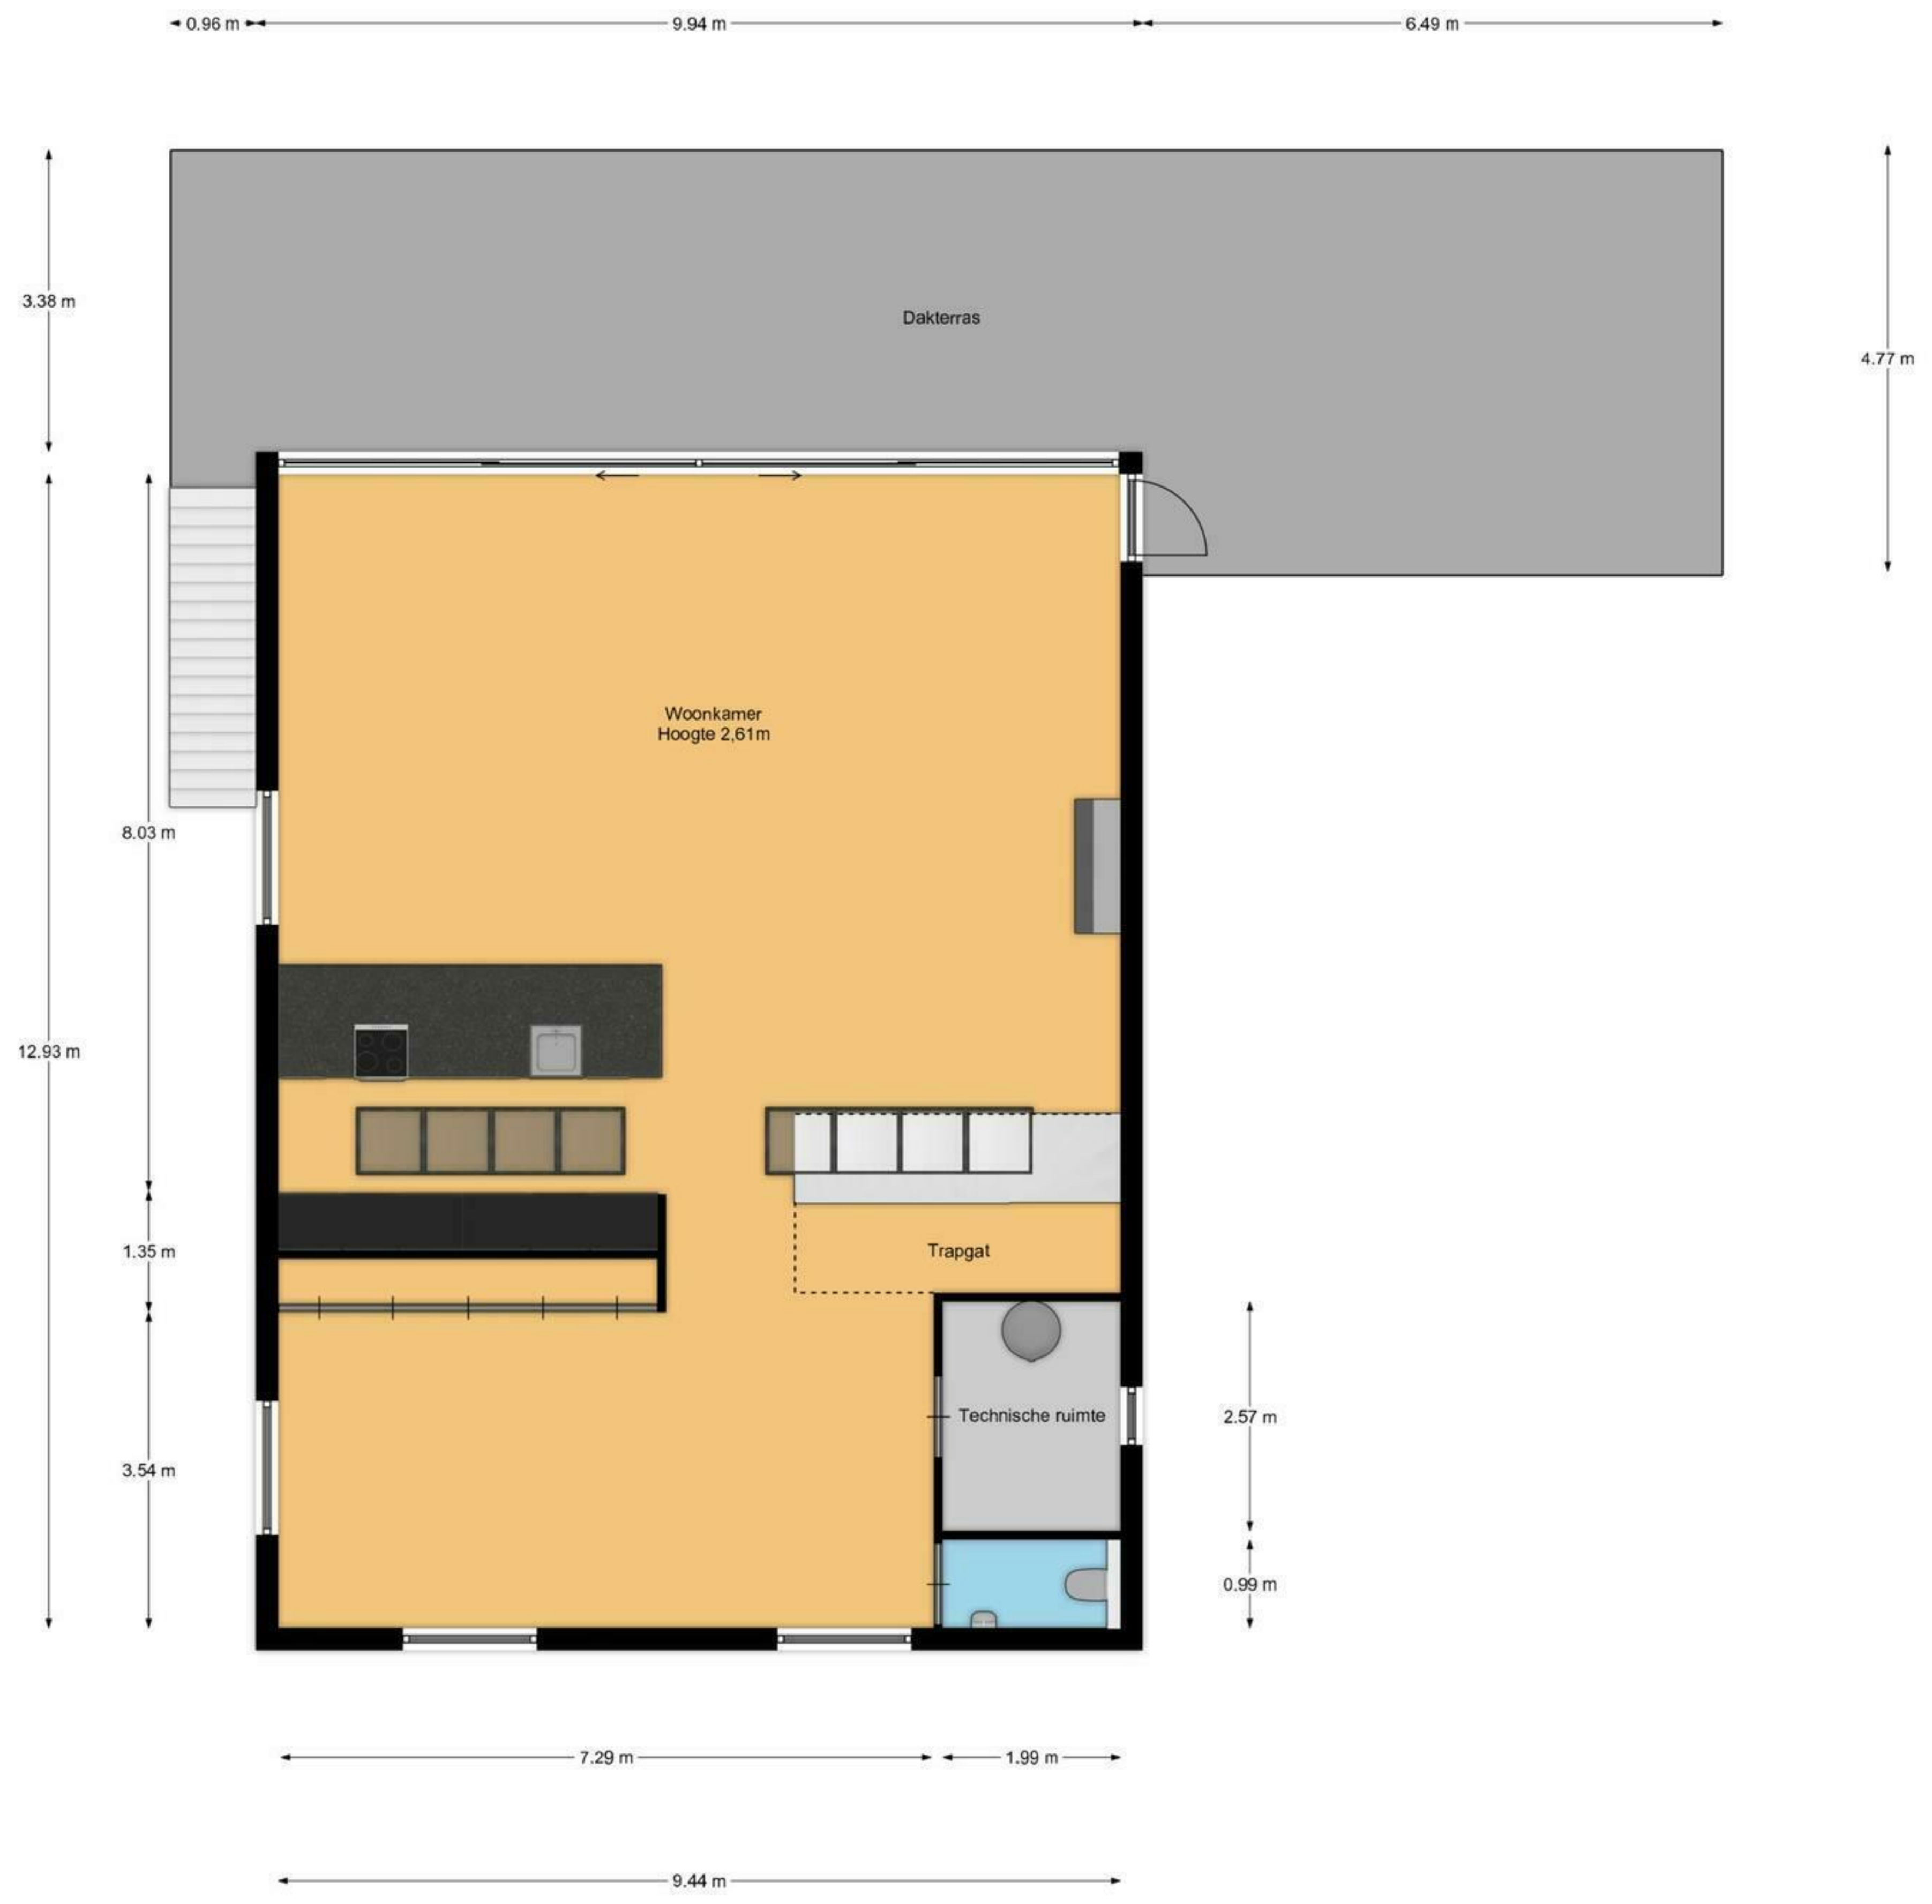 0.96 m
9.94 m
6.49 m
3.38 m
Dakterras
4.77 m
Woonkamer
Hoogte 2,61m
8.03 m
12.93 m
1.35 m
Trapgat
Technische ruimte
2.57 m
3.54 m
0.99 m
7.29 m
1.99 m
9.44 m